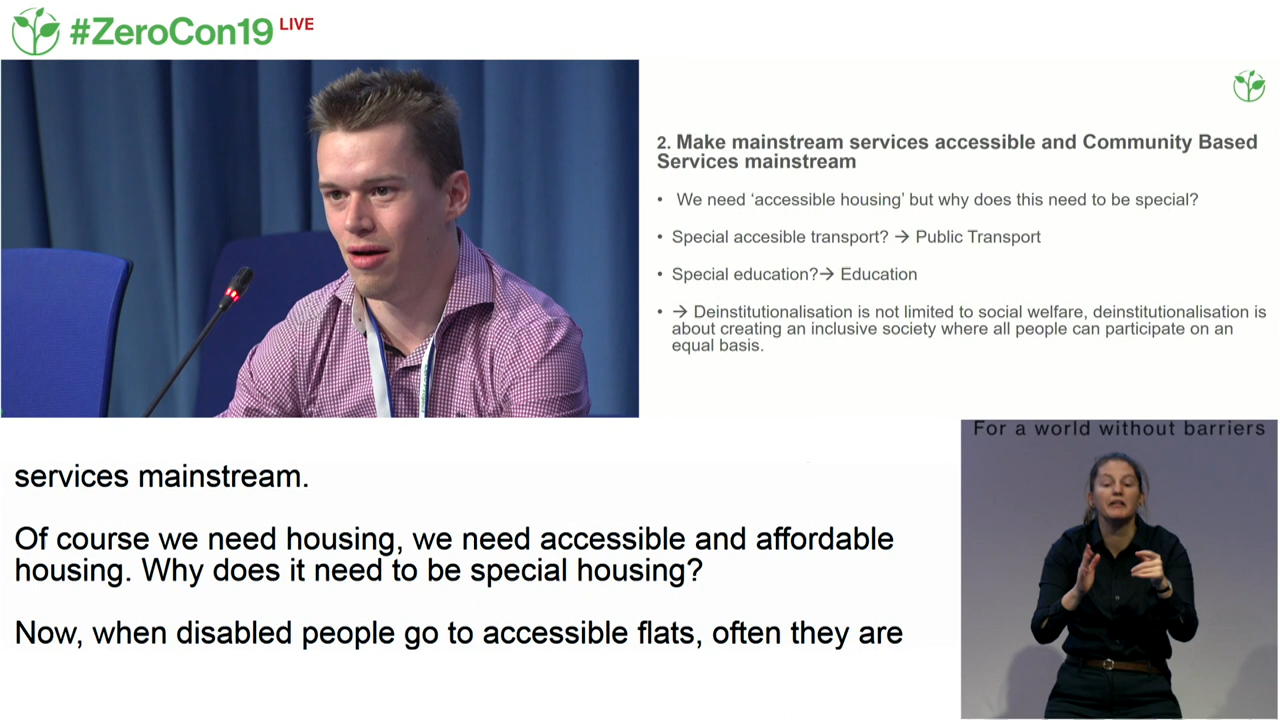 #ZeroCon19 LIVE
2. Make mainstream services accessible and Community Based
Services mainstream
• We need ‘accessible housing’ but why does this need to be special?
• Special accesible transport? → Public Transport
• Special education?→ Education
• → Deinstitutionalisation is not limited to social welfare, deinstitutionalisation is
about creating an inclusive society where all people can participate on an
equal basis.
services mainstream.
Of course we need housing, we need accessible and affordable
housing. Why does it need to be special housing?
Now, when disabled people go to accessible flats, often they are
For a world without barriers